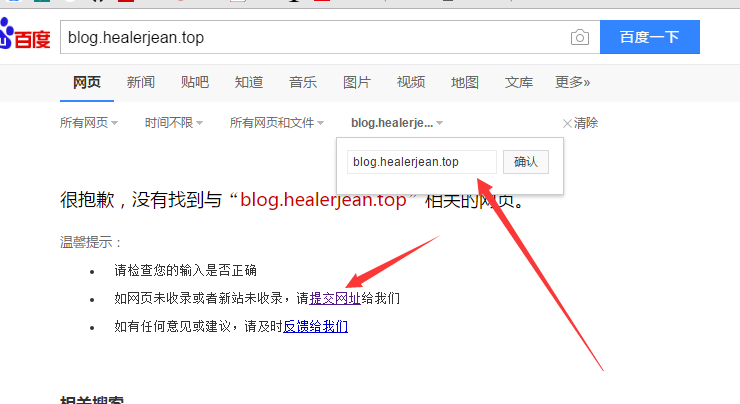 百度 blog.healerjean.top 百度一下
网页 新闻 贴吧 知道 音乐 图片 视频 地图 文库 更多»
所有网页 时间不限 所有网页和文件 blog.healerje... 清除
blog.healerjean.top 确认
很抱歉，没有找到与“blog.healerjean.top”相关的网页。
温馨提示：
请检查您的输入是否正确
如网页未收录或者新站未收录，请提交网址给我们
如有任何意见或建议，请及时反馈给我们
相关搜索